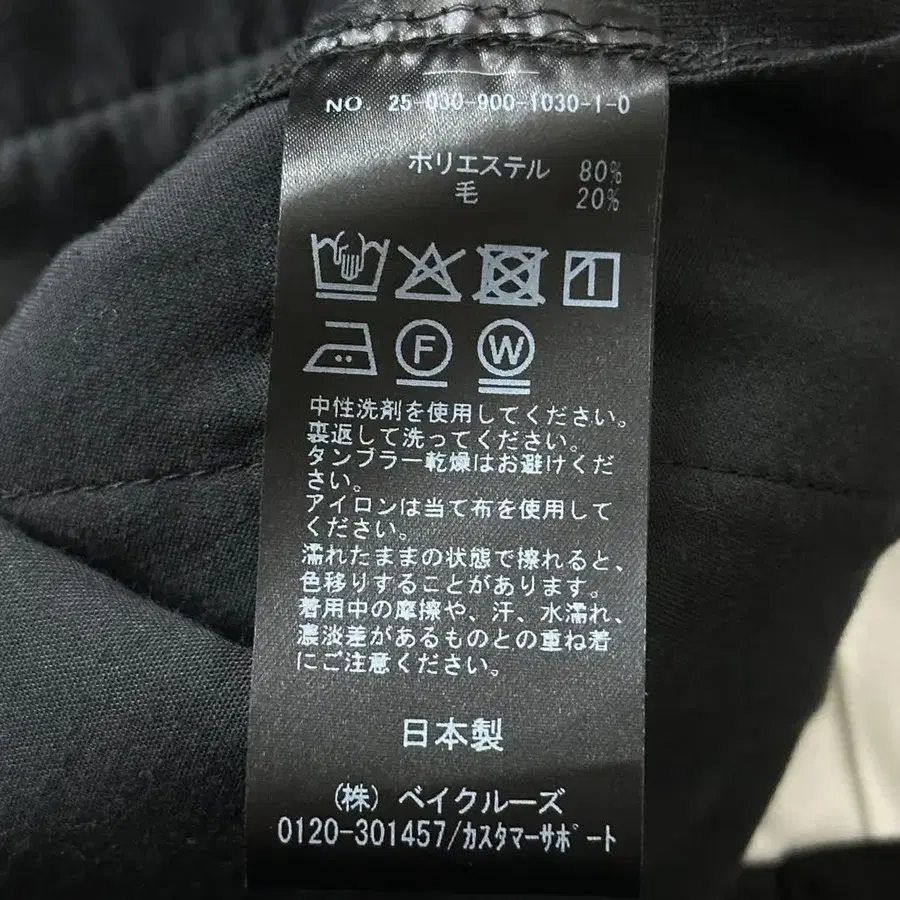 NO. 25-030-900-1030-1-0
ポリエステル 80%
毛 20%
F W
中性洗剤を使用してください。
裏返して洗ってください。
タンブラー乾燥はお避けくだ
さい。
アイロンは当て布を使用して
ください。
濡れたままの状態で擦れると、
色移りすることがあります。
着用中の摩擦や、汗、水濡れ、
濃淡差があるものとの重ね着
にご注意ください。
日本製
(株) ベイクルーズ
0120-301457/カスタマーサポート